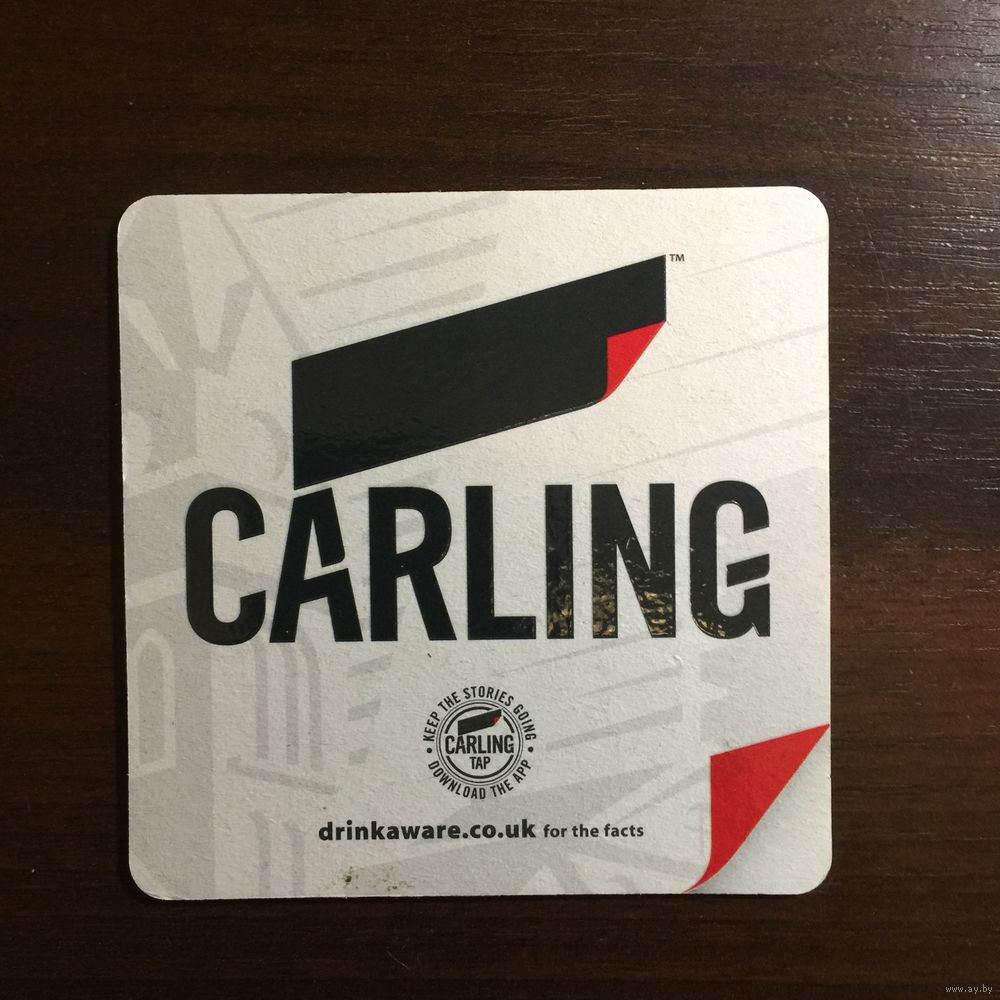 TM
CARLING
KEEP THE STORIES GOING
CARLING
TAP
DOWNLOAD THE APP
drinkaware.co.uk for the facts
www.ay.by